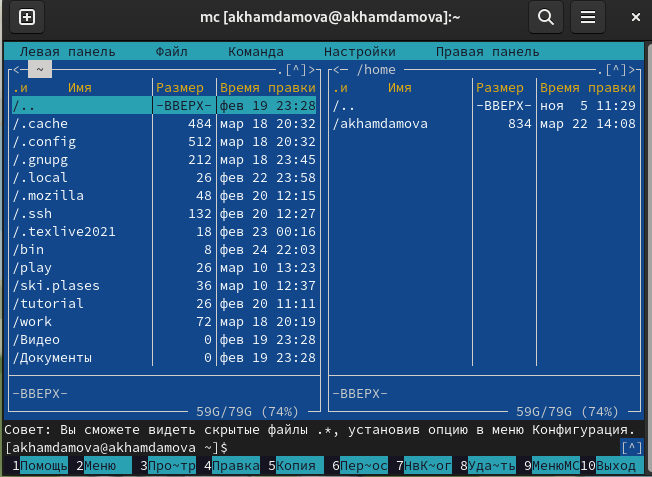 mc [akhamdamova@akhamdamova]:~
Левая панель Файл Команда Настройки Правая панель
<─ ~ .[^]> <─ /home .[^]>
.и Имя Размер Время правки .и Имя Размер Время правки
/.. -ВВЕРХ- фев 19 23:28 /.. -ВВЕРХ- ноя 5 11:29
/.cache 484 мар 18 20:32 /akhamdamova 834 мар 22 14:08
/.config 512 мар 18 20:32
/.gnupg 212 мар 18 23:45
/.local 26 фев 22 23:58
/.mozilla 48 фев 20 12:15
/.ssh 132 фев 20 12:27
/.texlive2021 18 фев 23 00:16
/bin 8 фев 24 22:03
/play 26 мар 10 13:23
/ski.plases 36 мар 10 12:37
/tutorial 26 фев 20 11:11
/work 72 мар 18 20:19
/Видео 0 фев 19 23:28
/Документы 0 фев 19 23:28
-ВВЕРХ- -ВВЕРХ-
59G/79G (74%) 59G/79G (74%)
Совет: Вы сможете видеть скрытые файлы .*, установив опцию в меню Конфигурация.
[akhamdamova@akhamdamova ~]$ [^]
1Помощь 2Меню 3Про~тр 4Правка 5Копия 6Пер~ос 7НвК~ог 8Уда~ть 9МенюMC 10Выход